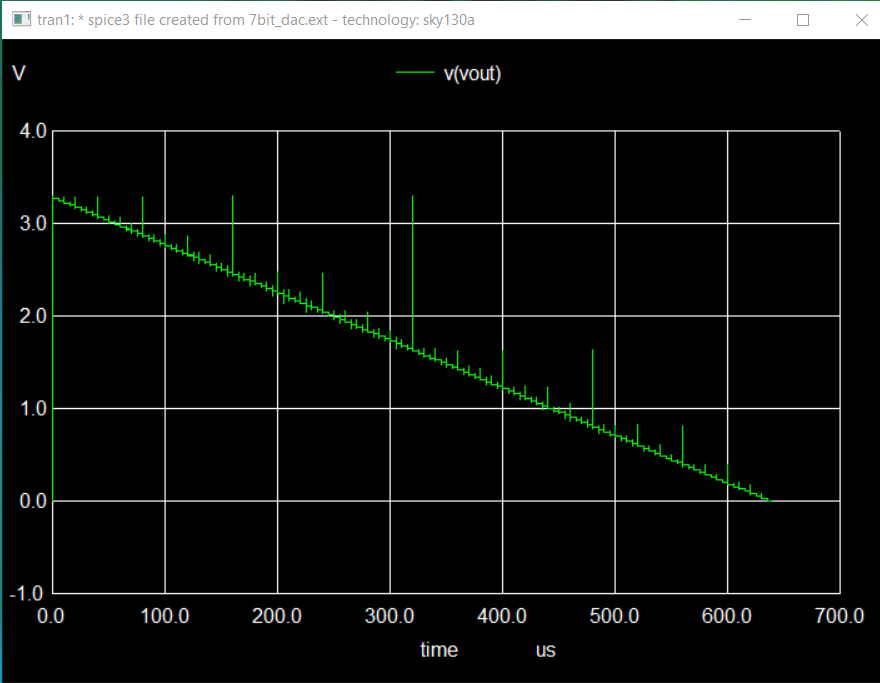 tran1: * spice3 file created from 7bit_dac.ext - technology: sky130a
V
v(vout)
4.0
3.0
2.0
1.0
0.0
-1.0
0.0 100.0 200.0 300.0 400.0 500.0 600.0 700.0
time us